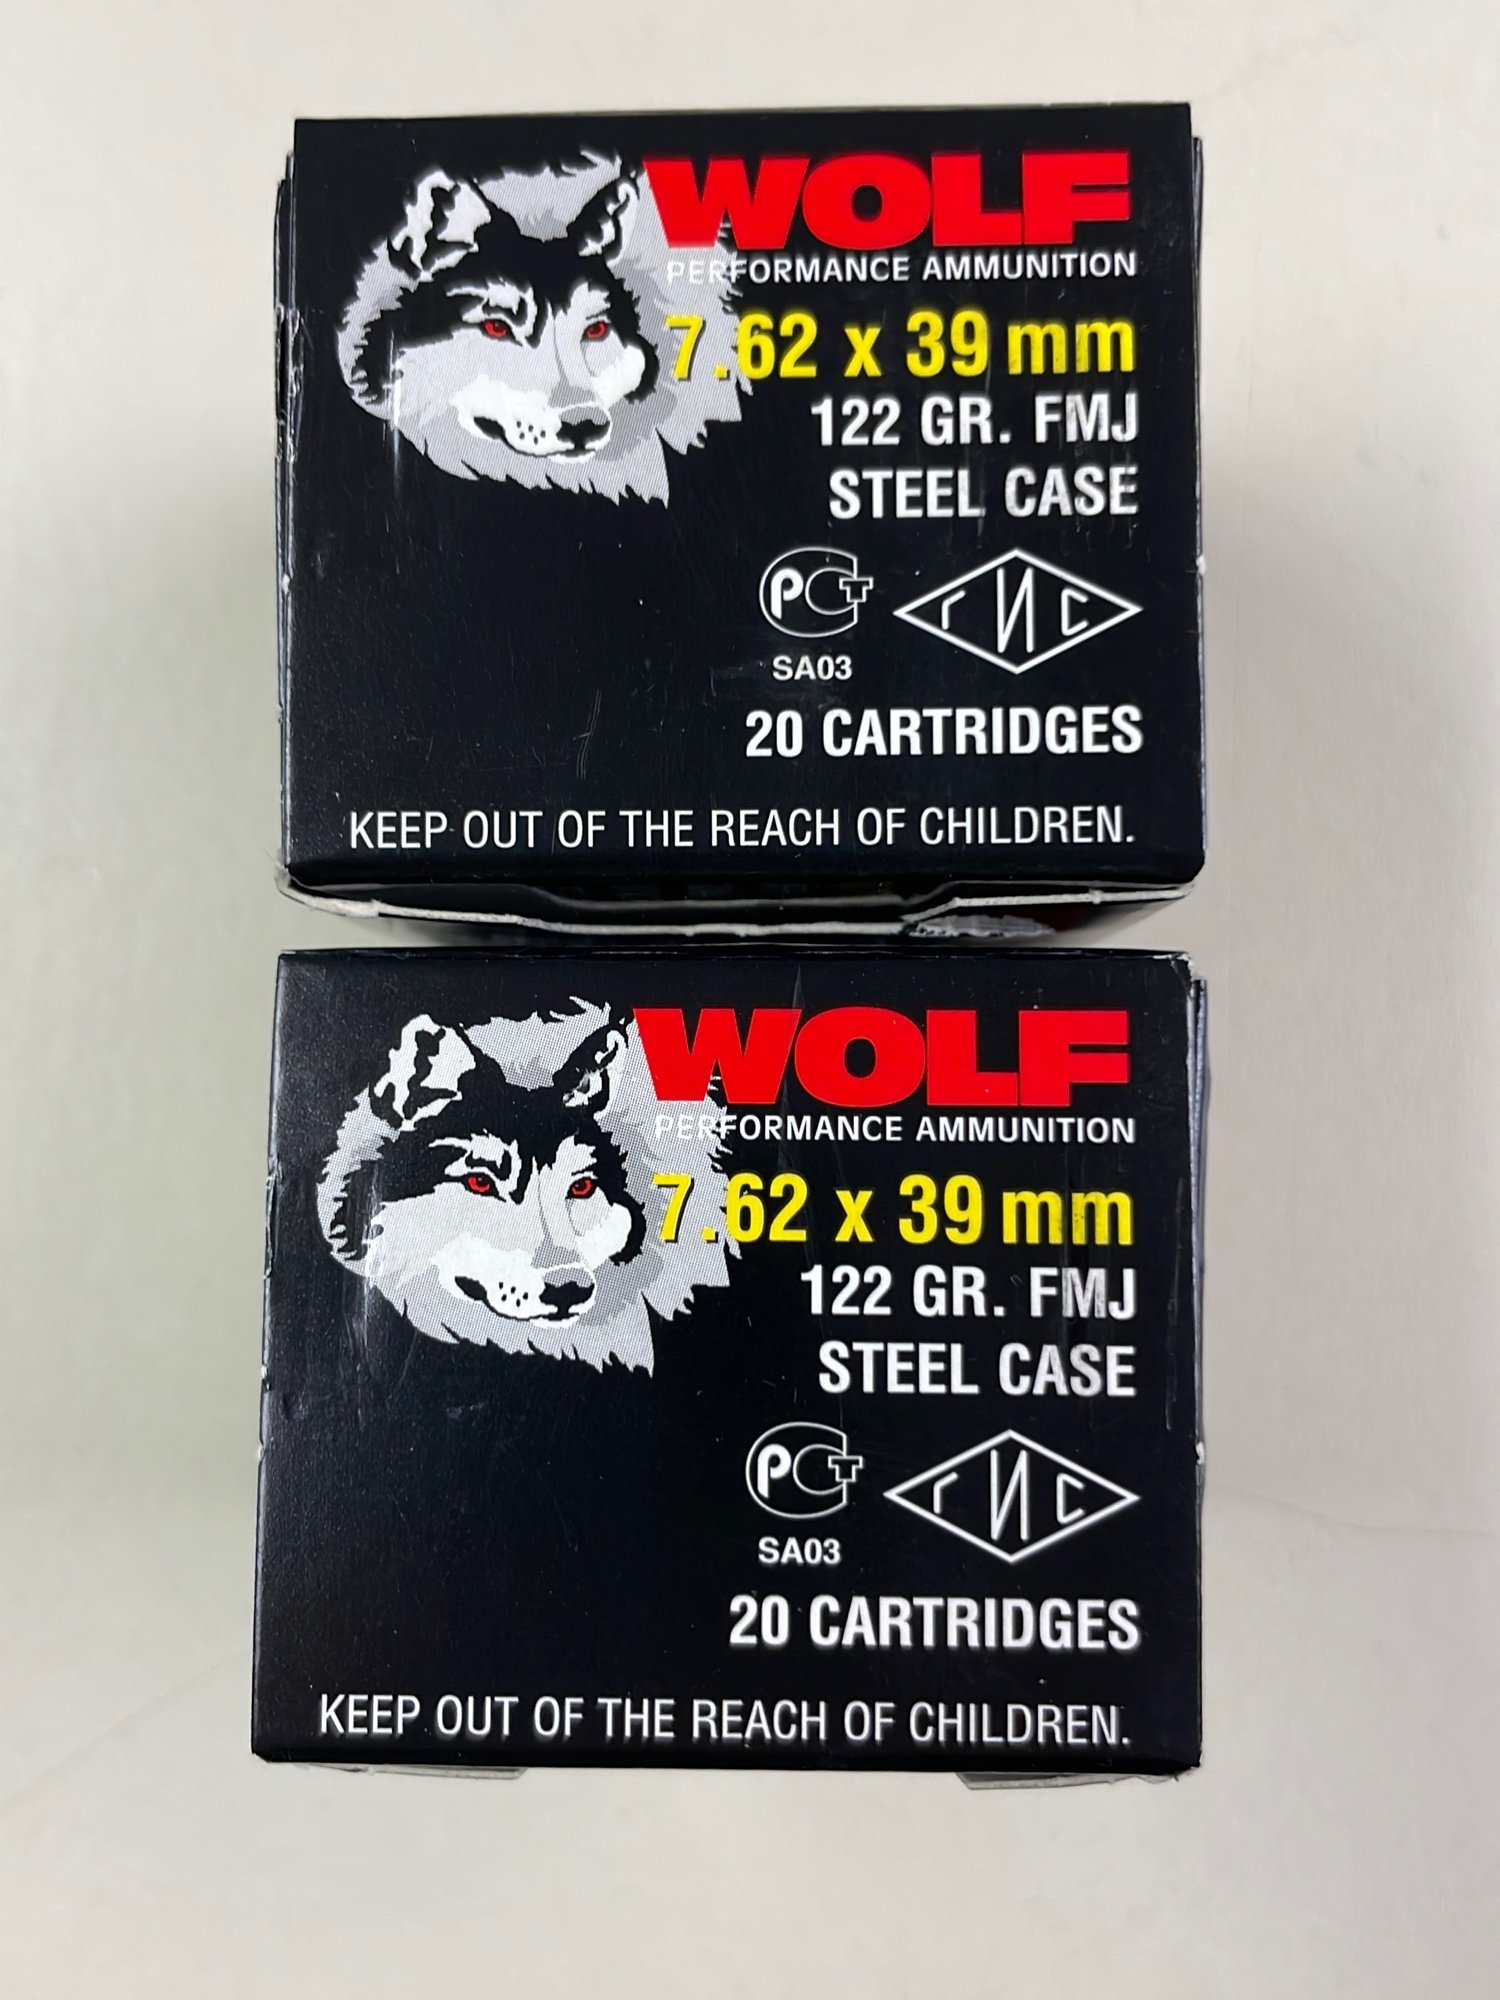 WOLF
PERFORMANCE AMMUNITION
7.62 x 39 mm
122 GR. FMJ
STEEL CASE
РСТ ГИС
SA03
20 CARTRIDGES
KEEP OUT OF THE REACH OF CHILDREN.
WOLF
PERFORMANCE AMMUNITION
7.62 x 39 mm
122 GR. FMJ
STEEL CASE
РСТ ГИС
SA03
20 CARTRIDGES
KEEP OUT OF THE REACH OF CHILDREN.